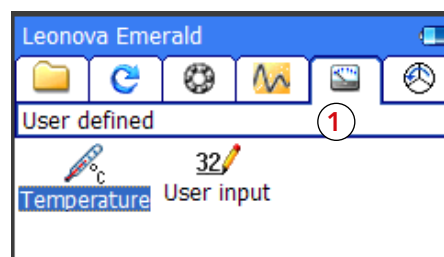 Leonova Emerald
User defined
1
°C
32
Temperature User input